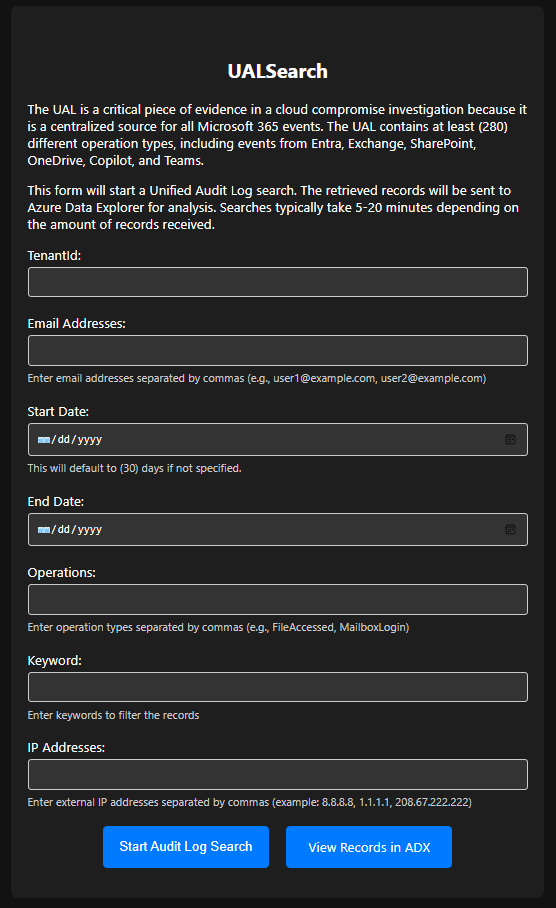 UALSearch
The UAL is a critical piece of evidence in a cloud compromise investigation because it
is a centralized source for all Microsoft 365 events. The UAL contains at least (280)
different operation types, including events from Entra, Exchange, SharePoint,
OneDrive, Copilot, and Teams.
This form will start a Unified Audit Log search. The retrieved records will be sent to
Azure Data Explorer for analysis. Searches typically take 5-20 minutes depending on
the amount of records received.
TenantId:
Email Addresses:
Enter email addresses separated by commas (e.g., user1@example.com, user2@example.com)
Start Date:
mm/dd/yyyy
This will default to (30) days if not specified.
End Date:
mm/dd/yyyy
Operations:
Enter operation types separated by commas (e.g., FileAccessed, MailboxLogin)
Keyword:
Enter keywords to filter the records
IP Addresses:
Enter external IP addresses separated by commas (example: 8.8.8.8, 1.1.1.1, 208.67.222.222)
Start Audit Log Search
View Records in ADX